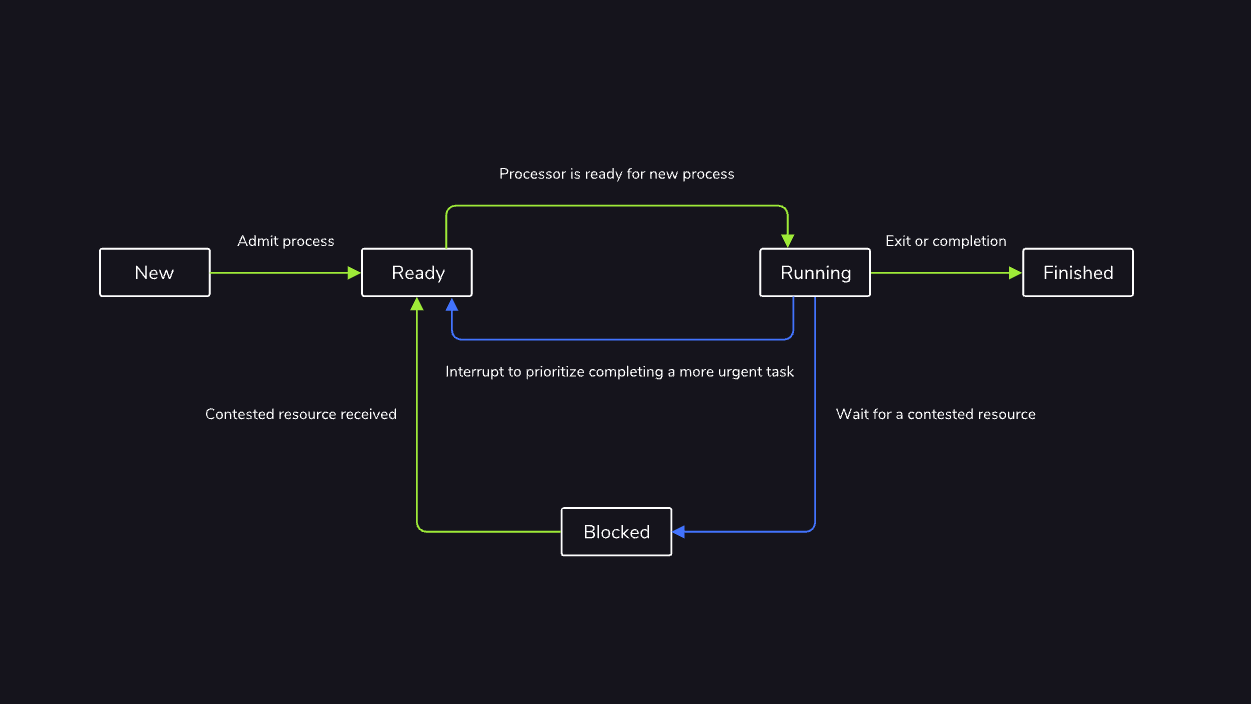 Processor is ready for new process
Admit process
Exit or completion
New
Ready
Running
Finished
Interrupt to prioritize completing a more urgent task
Contested resource received
Wait for a contested resource
Blocked